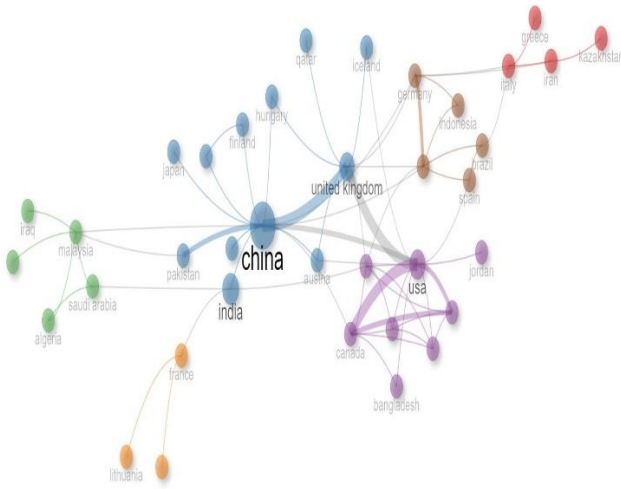 greece
qatar
iceland
kazakhstan
italy
iran
germany
hungary
indonesia
finland
brazil
japan
united kingdom
spain
iraq
malaysia
china
pakistan
austria
jordan
usa
saudi arabia
india
algeria
canada
france
bangladesh
lithuania